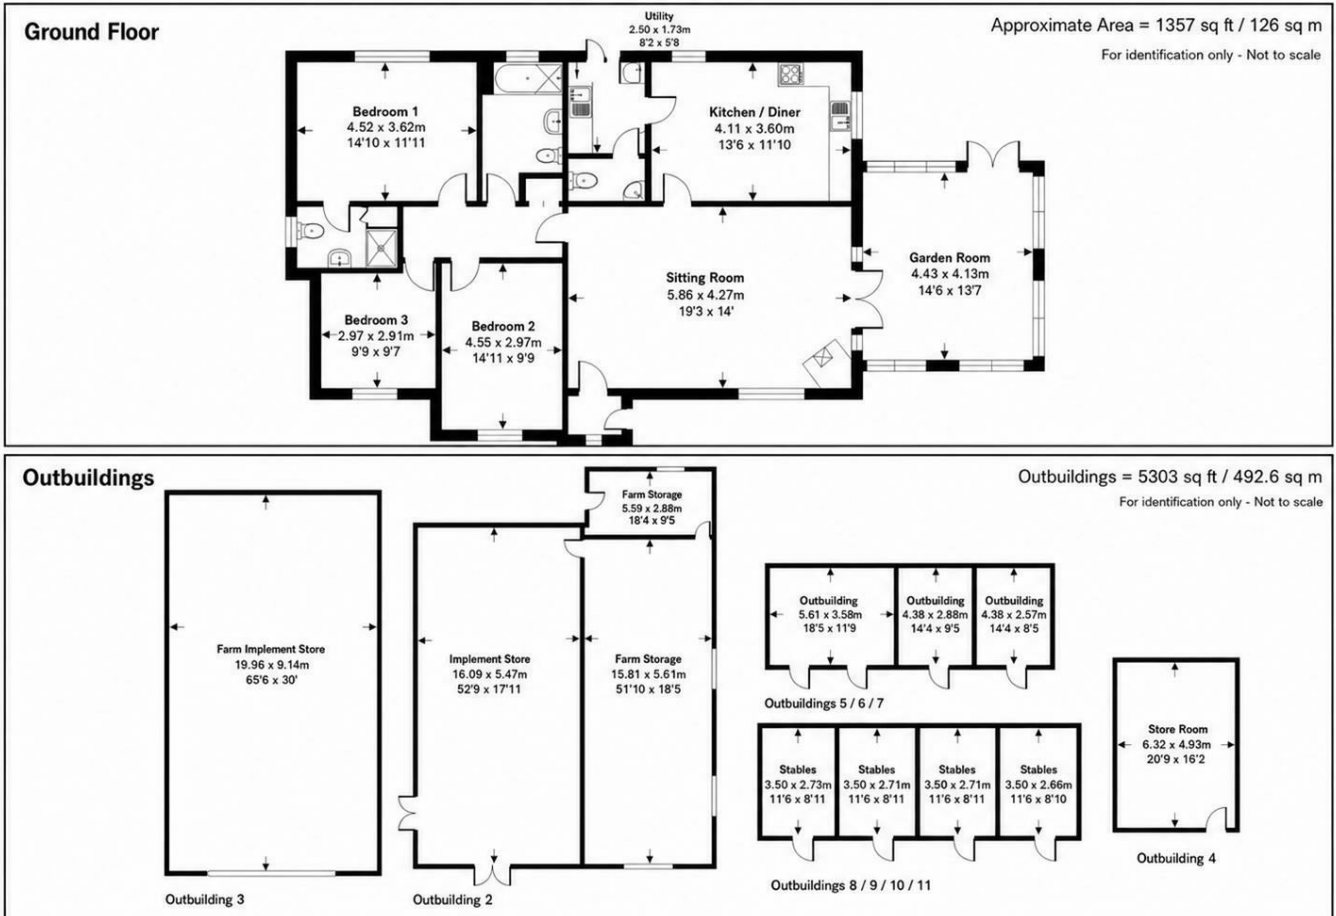 Ground Floor
Approximate Area = 1357 sq ft / 126 sq m
For identification only - Not to scale
Utility
2.50 x 1.73m
8'2 x 5'8
Bedroom 1
4.52 x 3.62m
14'10 x 11'11
Kitchen / Diner
4.11 x 3.60m
13'6 x 11'10
Garden Room
4.43 x 4.13m
14'6 x 13'7
Sitting Room
5.86 x 4.27m
19'3 x 14'
Bedroom 3
2.97 x 2.91m
9'9 x 9'7
Bedroom 2
4.55 x 2.97m
14'11 x 9'9
Outbuildings
Outbuildings = 5303 sq ft / 492.6 sq m
For identification only - Not to scale
Farm Implement Store
19.96 x 9.14m
65'6 x 30'
Outbuilding 3
Farm Storage
5.59 x 2.88m
18'4 x 9'5
Implement Store
16.09 x 5.47m
52'9 x 17'11
Farm Storage
15.81 x 5.61m
51'10 x 18'5
Outbuilding 2
Outbuilding
5.61 x 3.58m
18'5 x 11'9
Outbuilding
4.38 x 2.88m
14'4 x 9'5
Outbuilding
4.38 x 2.57m
14'4 x 8'5
Outbuildings 5 / 6 / 7
Stables
3.50 x 2.73m
11'6 x 8'11
Stables
3.50 x 2.71m
11'6 x 8'11
Stables
3.50 x 2.71m
11'6 x 8'11
Stables
3.50 x 2.66m
11'6 x 8'10
Outbuildings 8 / 9 / 10 / 11
Store Room
6.32 x 4.93m
20'9 x 16'2
Outbuilding 4